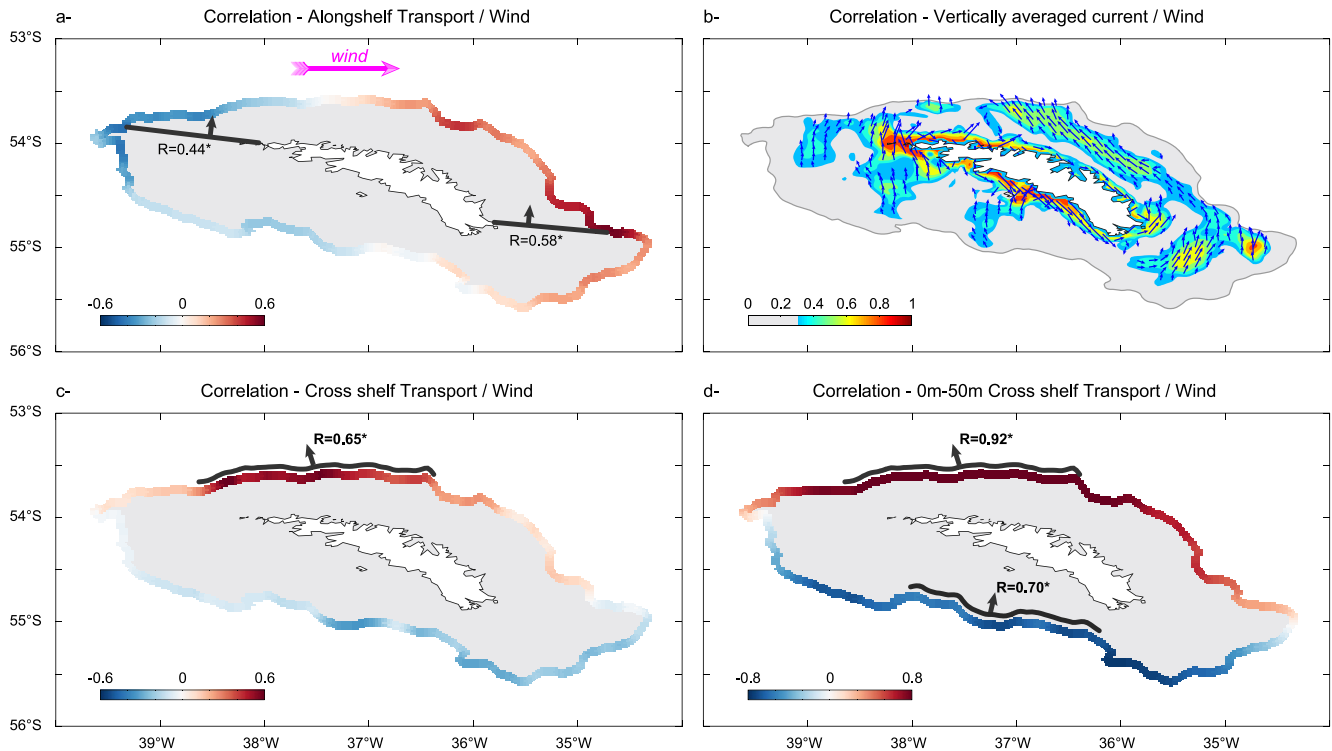 a- Correlation - Alongshelf Transport / Wind
b- Correlation - Vertically averaged current / Wind
53°S
wind
54°S
R=0.44*
55°S
R=0.58*
-0.6 0 0.6
0 0.2 0.4 0.6 0.8 1
56°S
c- Correlation - Cross shelf Transport / Wind
d- Correlation - 0m-50m Cross shelf Transport / Wind
53°S
R=0.65*
R=0.92*
54°S
R=0.70*
55°S
-0.6 0 0.6
-0.8 0 0.8
56°S
39°W 38°W 37°W 36°W 35°W
39°W 38°W 37°W 36°W 35°W